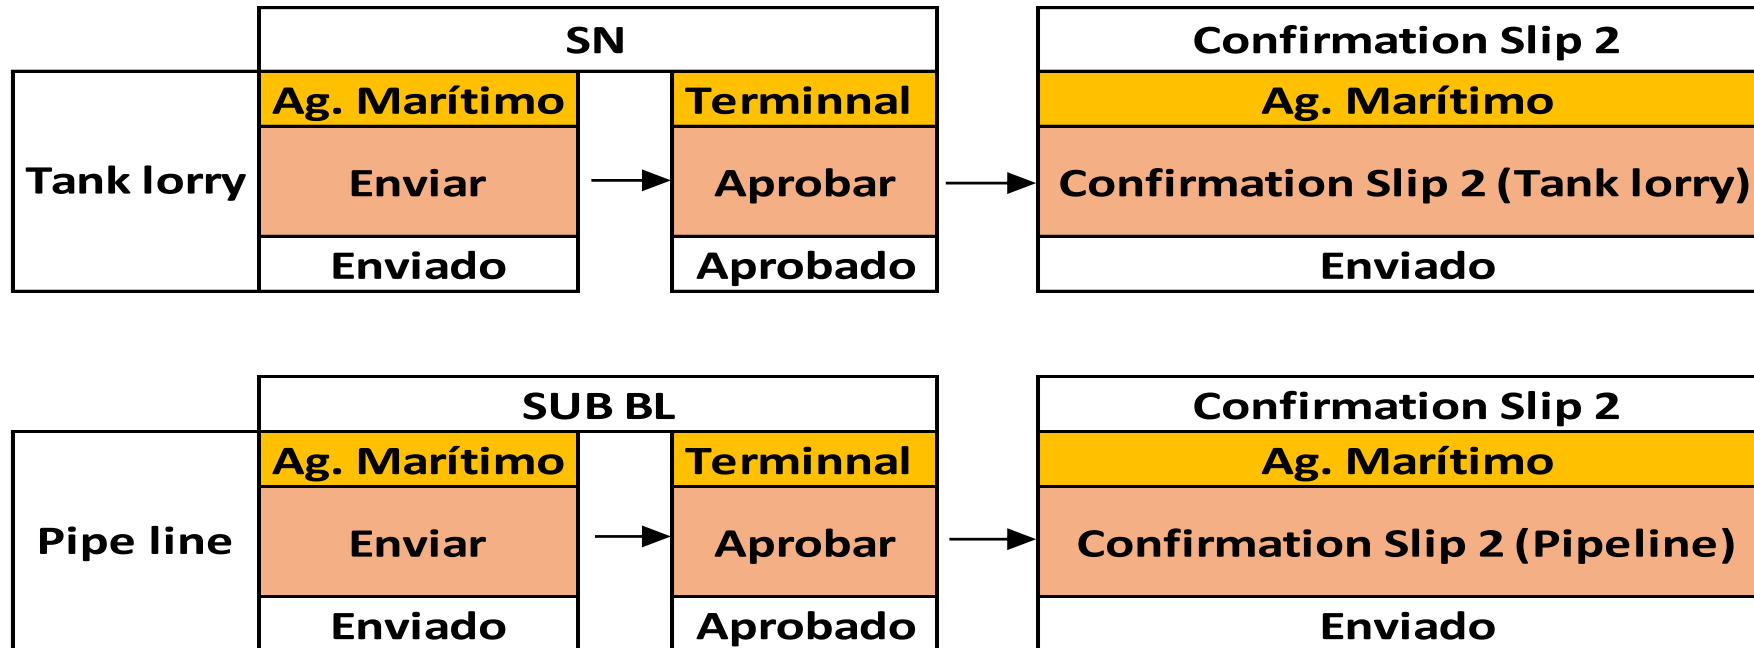 SN
Confirmation Slip 2
Ag. Marítimo
Terminnal
Ag. Marítimo
Tank lorry
Enviar
Aprobar
Confirmation Slip 2 (Tank lorry)
Enviado
Aprobado
Enviado
SUB BL
Confirmation Slip 2
Ag. Marítimo
Terminnal
Ag. Marítimo
Pipe line
Enviar
Aprobar
Confirmation Slip 2 (Pipeline)
Enviado
Aprobado
Enviado